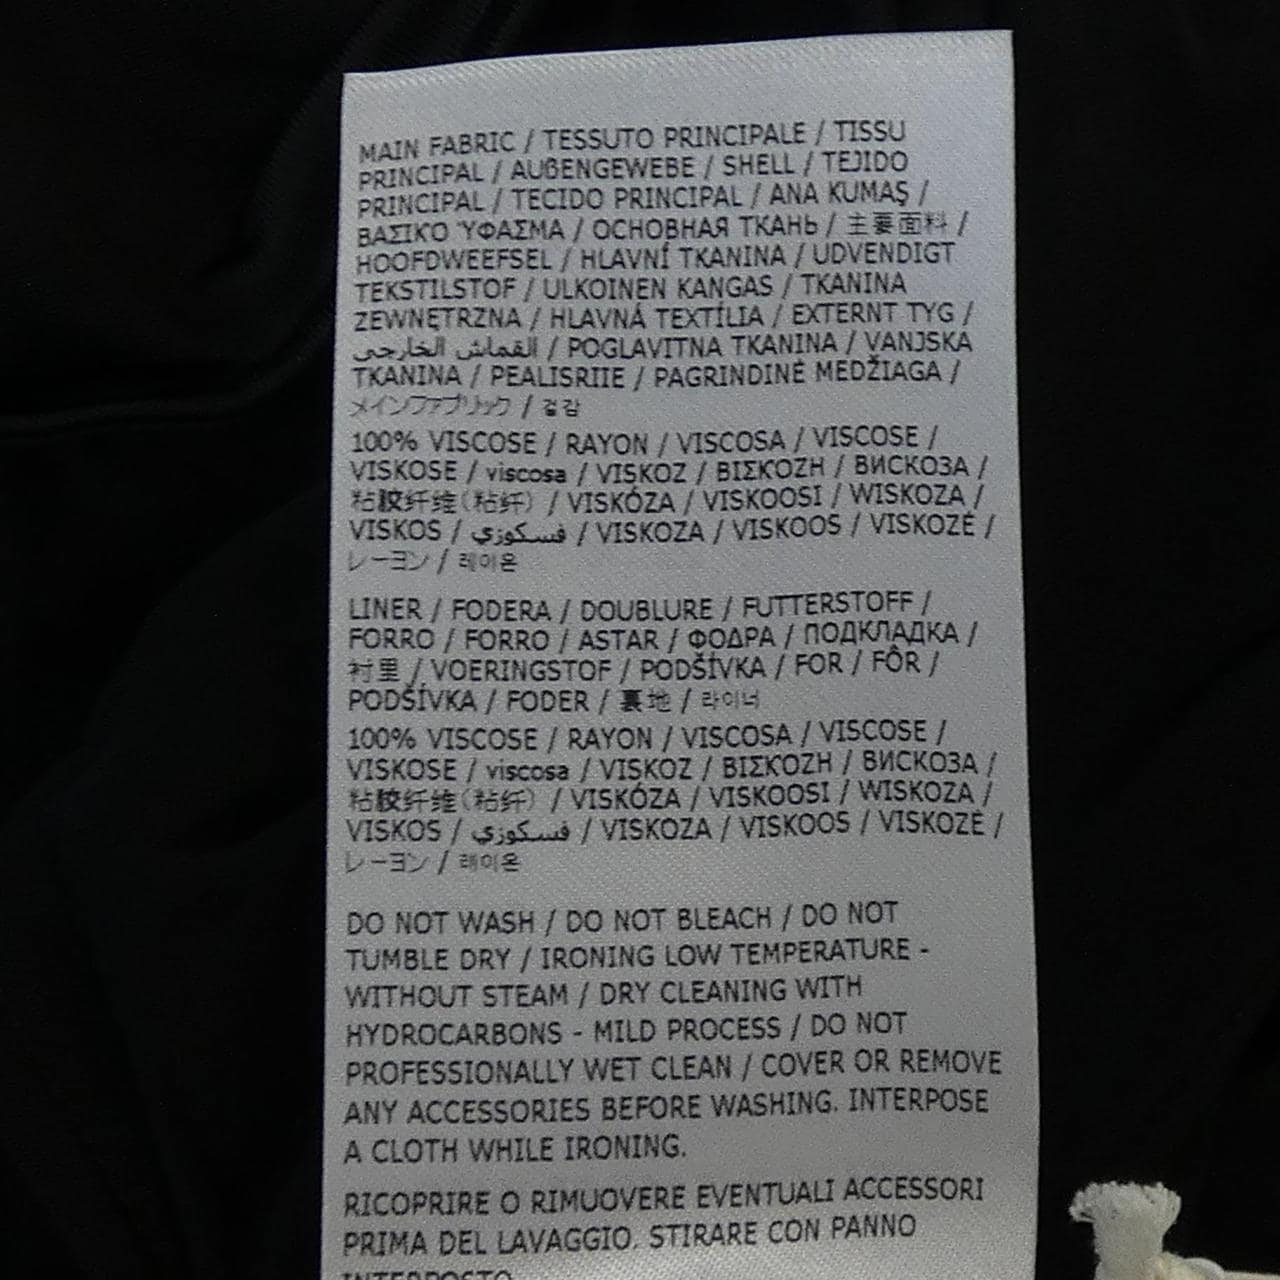 MAIN FABRIC / TESSUTO PRINCIPALE / TISSU
PRINCIPAL / AUßENGEWEBE / SHELL / TEJIDO
PRINCIPAL / TECIDO PRINCIPAL / ANA KUMAŞ /
ΒΑΣΙΚΌ ΎΦΑΣΜΑ / ОСНОВНАЯ ТКАНЬ / 主要面料 /
HOOFDWEEFSEL / HLAVNÍ TKANINA / UDVENDIGT
TEKSTILSTOF / ULKOINEN KANGAS / TKANINA
ZEWNĘTRZNA / HLAVNÁ TEXTÍLIA / EXTERNT TYG /
القماش الخارجي / POGLAVITNA TKANINA / VANJSKA
TKANINA / PEALISRIIE / PAGRINDINĖ MEDŽIAGA /
メインファブリック / 겉감
100% VISCOSE / RAYON / VISCOSA / VISCOSE /
VISKOSE / viscosa / VISKOZ / ΒΙΣΚΟΖΗ / ВИСКОЗА /
粘胶纤维(粘纤) / VISKÓZA / VISKOOSI / WISKOZA /
VISKOS / فسكوزي / VISKOZA / VISKOOS / VISKOZĖ /
レーヨン / 레이온
LINER / FODERA / DOUBLURE / FUTTERSTOFF /
FORRO / FORRO / ASTAR / ΦΟΔΡΑ / ПОДКЛАДКА /
衬里 / VOERINGSTOF / PODŠÍVKA / FOR / FÔR /
PODŠÍVKA / FODER / 裏地 / 라이너
100% VISCOSE / RAYON / VISCOSA / VISCOSE /
VISKOSE / viscosa / VISKOZ / ΒΙΣΚΟΖΗ / ВИСКОЗА /
粘胶纤维(粘纤) / VISKÓZA / VISKOOSI / WISKOZA /
VISKOS / فسكوزي / VISKOZA / VISKOOS / VISKOZĖ /
レーヨン / 레이온
DO NOT WASH / DO NOT BLEACH / DO NOT
TUMBLE DRY / IRONING LOW TEMPERATURE -
WITHOUT STEAM / DRY CLEANING WITH
HYDROCARBONS - MILD PROCESS / DO NOT
PROFESSIONALLY WET CLEAN / COVER OR REMOVE
ANY ACCESSORIES BEFORE WASHING. INTERPOSE
A CLOTH WHILE IRONING.
RICOPRIRE O RIMUOVERE EVENTUALI ACCESSORI
PRIMA DEL LAVAGGIO. STIRARE CON PANNO
INTERPOSTO